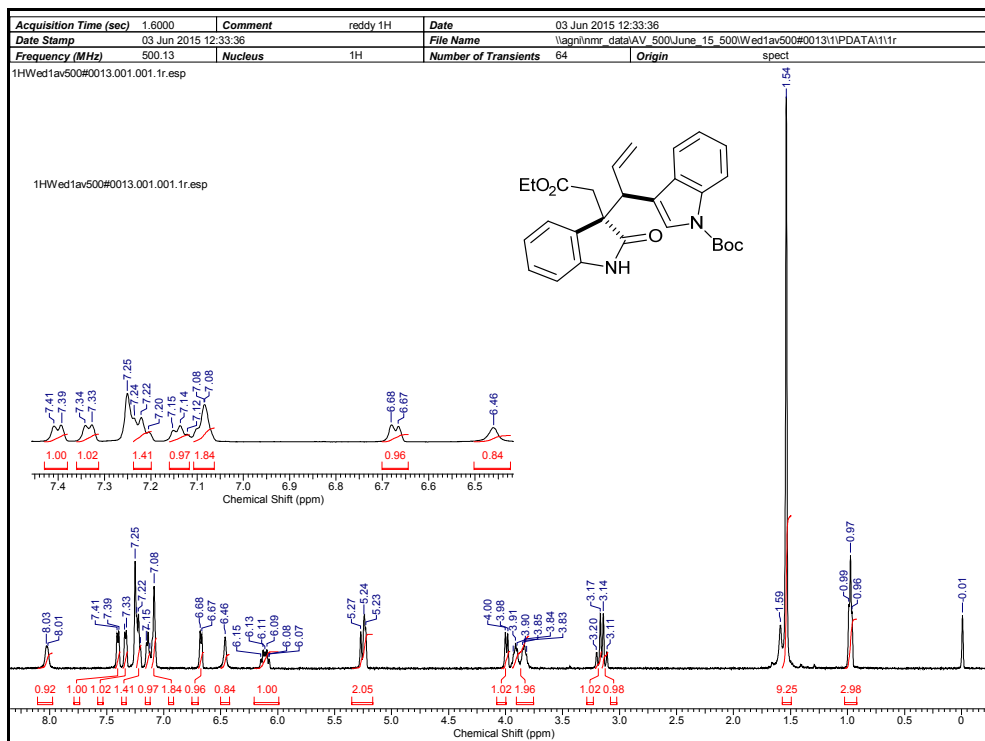 Acquisition Time (sec) 1.6000 Comment reddy 1H Date 03 Jun 2015 12:33:36
Date Stamp 03 Jun 2015 12:33:36 File Name \\agni\nmr_data\AV_500\June_15_500\Wed1av500#0013\1\PDATA\1\1r
Frequency (MHz) 500.13 Nucleus 1H Number of Transients 64 Origin spect
1HWed1av500#0013.001.001.1r.esp
1.54
1HWed1av500#0013.001.001.1r.esp
EtO2C
O
N
Boc
NH
7.41 7.39 7.34 7.33 7.25 7.24 7.22 7.20 7.15 7.14 7.12 7.08 7.08 6.68 6.67 6.46
1.00 1.02 1.41 0.97 1.84 0.96 0.84
7.4 7.3 7.2 7.1 7.0 6.9 6.8 6.7 6.6 6.5
Chemical Shift (ppm)
8.03 8.01 7.41 7.39 7.33 7.25 7.22 7.15 7.08 6.68 6.67 6.46 6.15 6.13 6.11 6.09 6.08 6.07 5.27 5.24 5.23 4.00 3.98 3.91 3.90 3.85 3.84 3.83 3.20 3.17 3.14 3.11 1.59 0.99 0.97 0.96 -0.01
0.92 1.00 1.02 1.41 0.97 1.84 0.96 0.84 1.00 2.05 1.02 1.96 1.02 0.98 9.25 2.98
8.0 7.5 7.0 6.5 6.0 5.5 5.0 4.5 4.0 3.5 3.0 2.5 2.0 1.5 1.0 0.5 0
Chemical Shift (ppm)